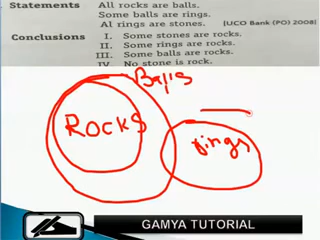 Statements All rocks are balls.
Some balls are rings.
Al rings are stones. [UCO Bank (PO) 2008]
Conclusions I. Some stones are rocks.
II. Some rings are rocks.
III. Some balls are rocks.
IV. No stone is rock.
Balls
ROCKS
rings
GAMYA TUTORIAL